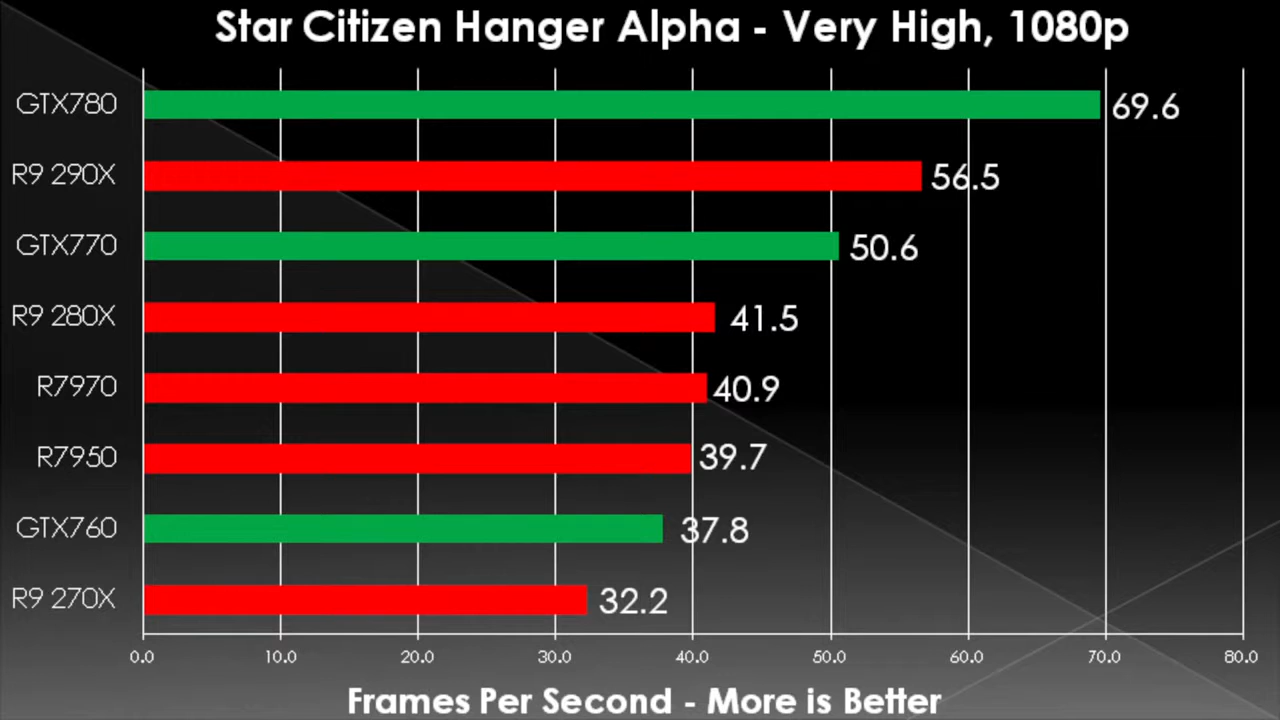 Star Citizen Hanger Alpha - Very High, 1080p
GTX780 69.6
R9 290X 56.5
GTX770 50.6
R9 280X 41.5
R7970 40.9
R7950 39.7
GTX760 37.8
R9 270X 32.2
0.0 10.0 20.0 30.0 40.0 50.0 60.0 70.0 80.0
Frames Per Second - More is Better